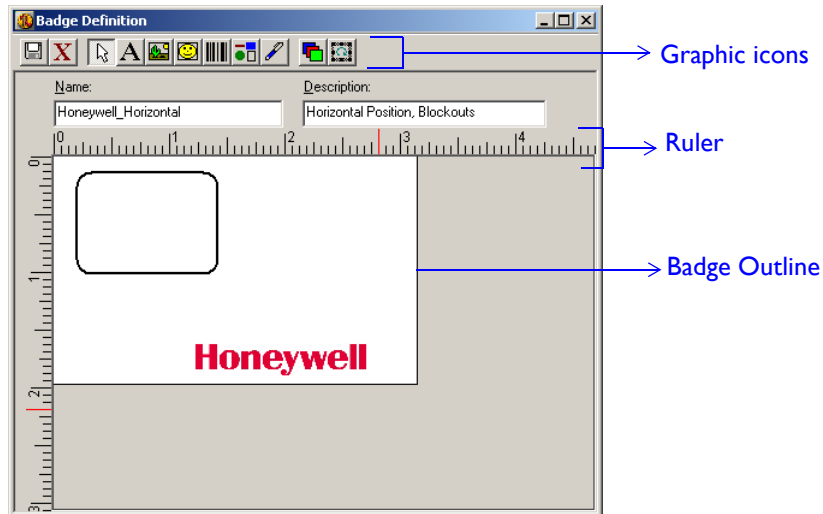 Badge Definition
X A
Graphic icons
Name: Description:
Honeywell_Horizontal Horizontal Position, Blockouts
0 1 2 3 4
Ruler
0
1
2
3
Badge Outline
Honeywell